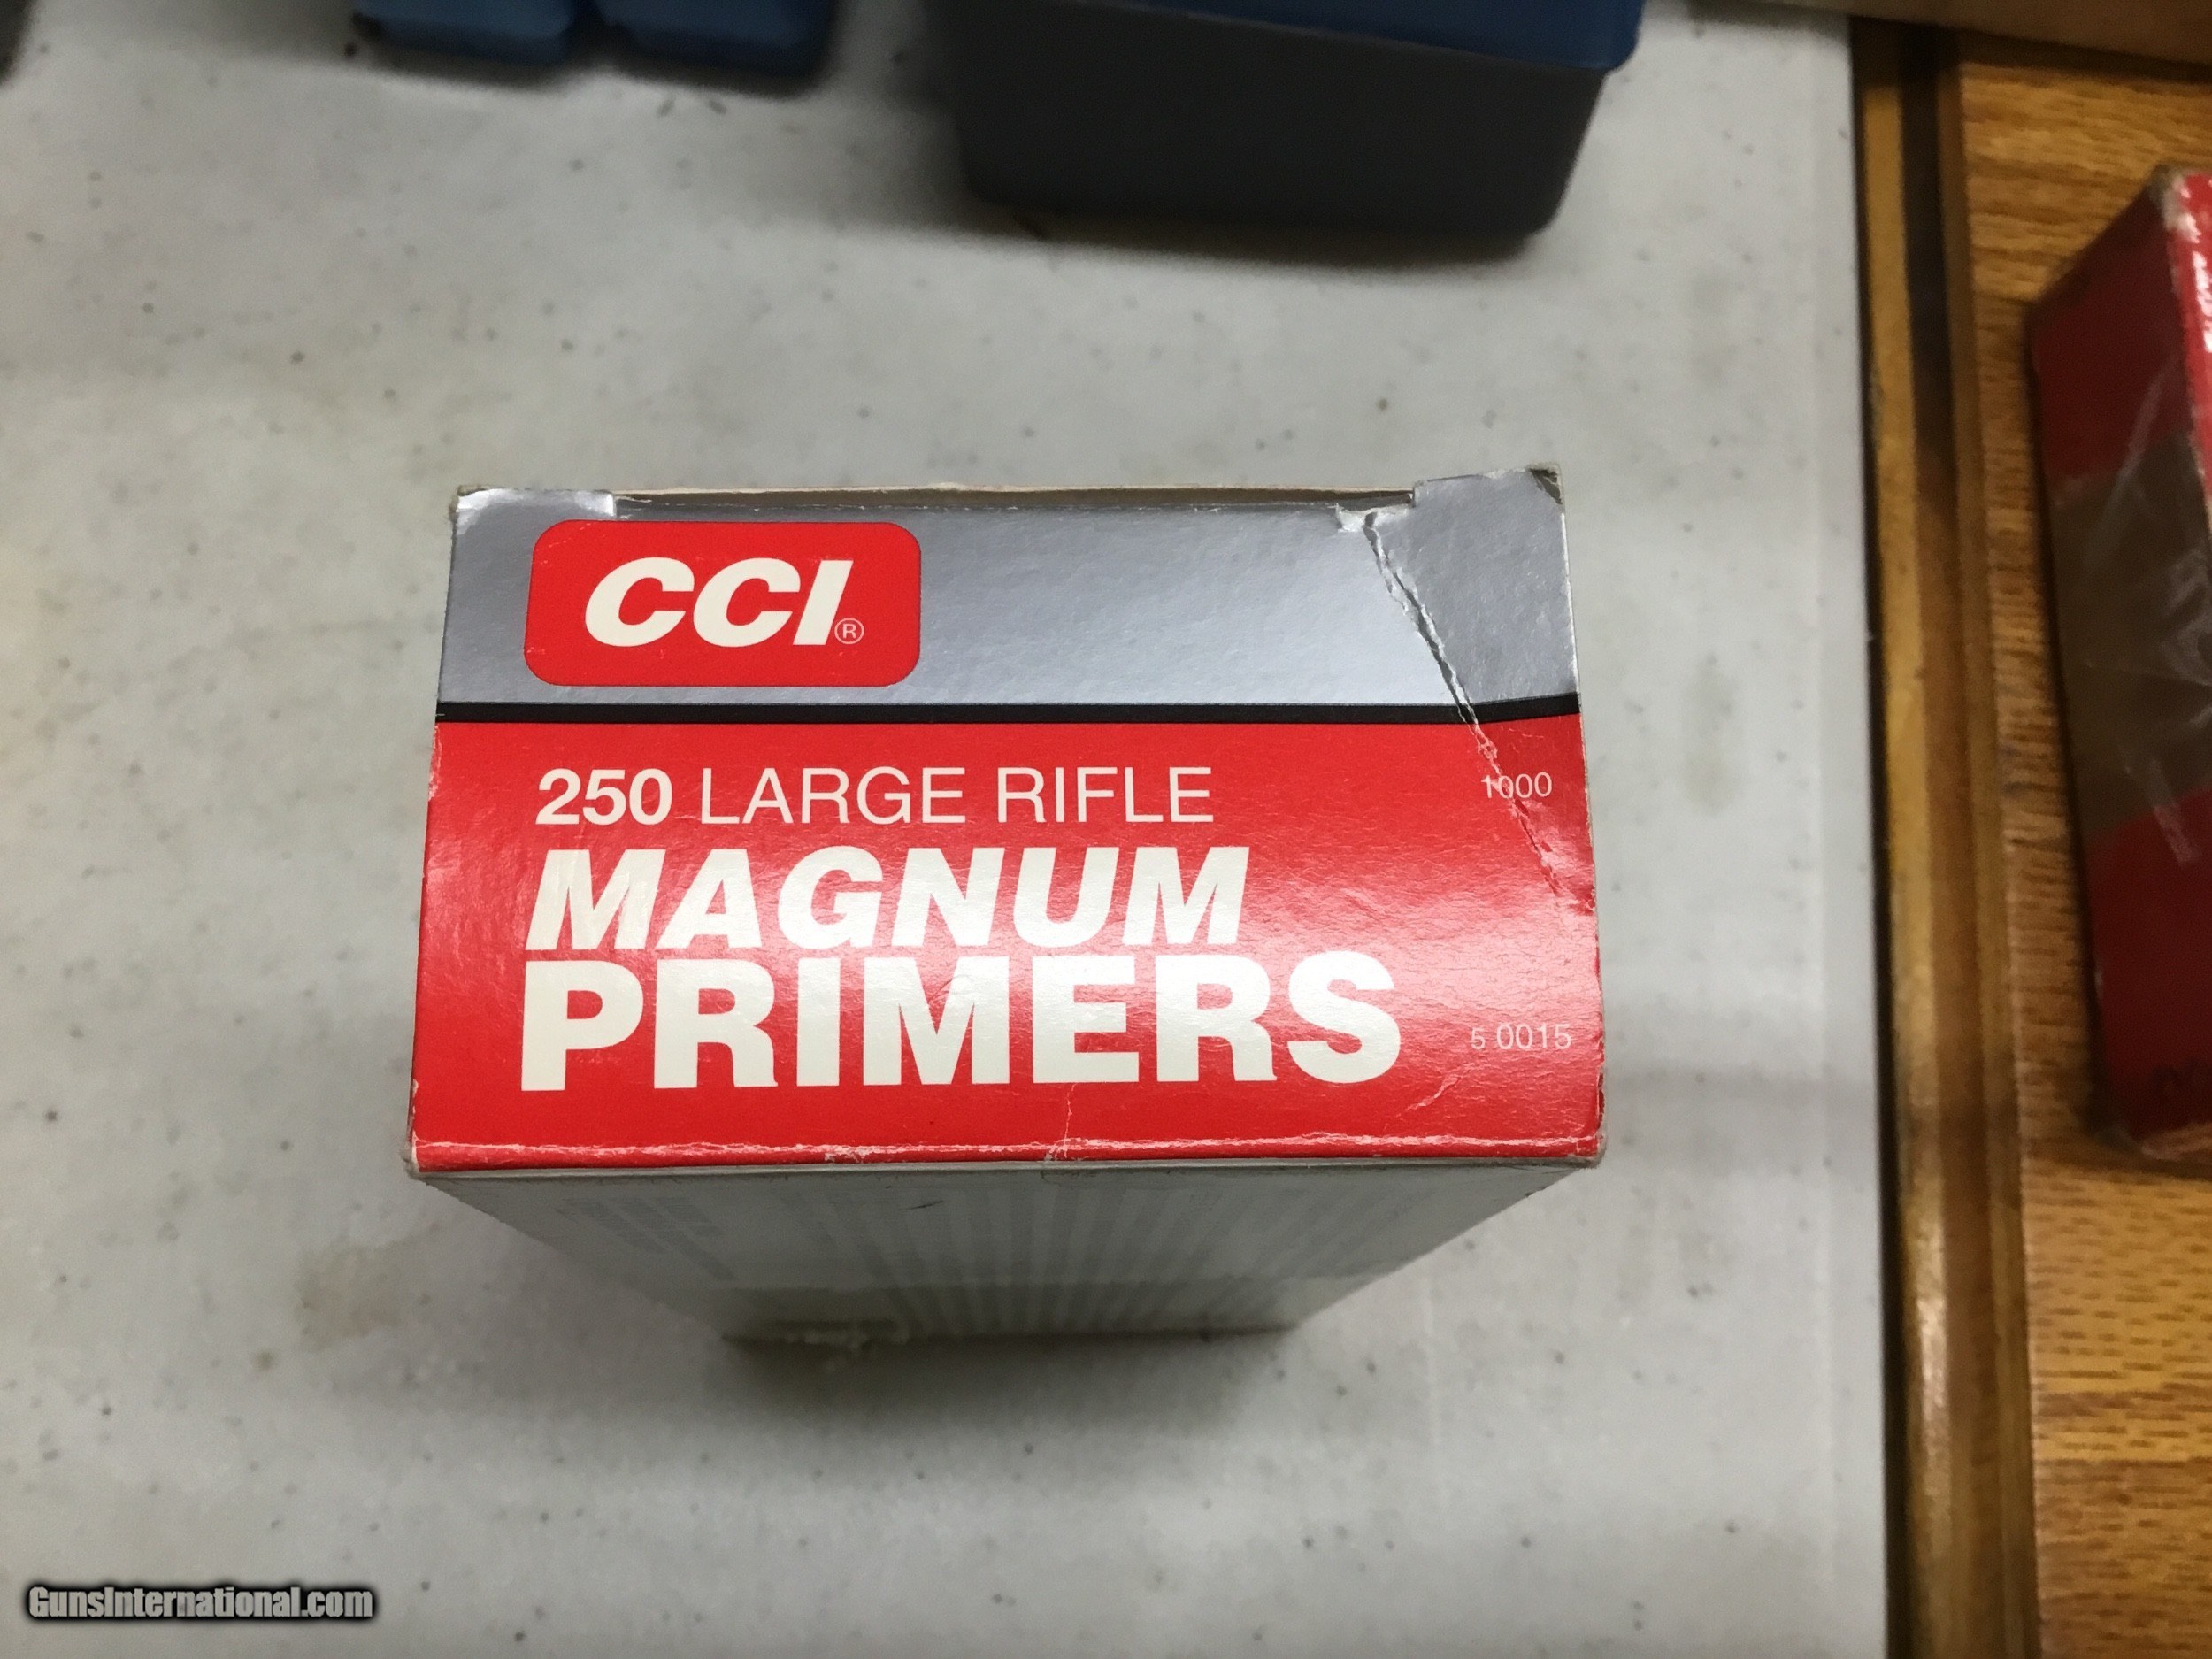 CCI®
250 LARGE RIFLE 1000
MAGNUM
PRIMERS 5 0015
GunsInternational.com